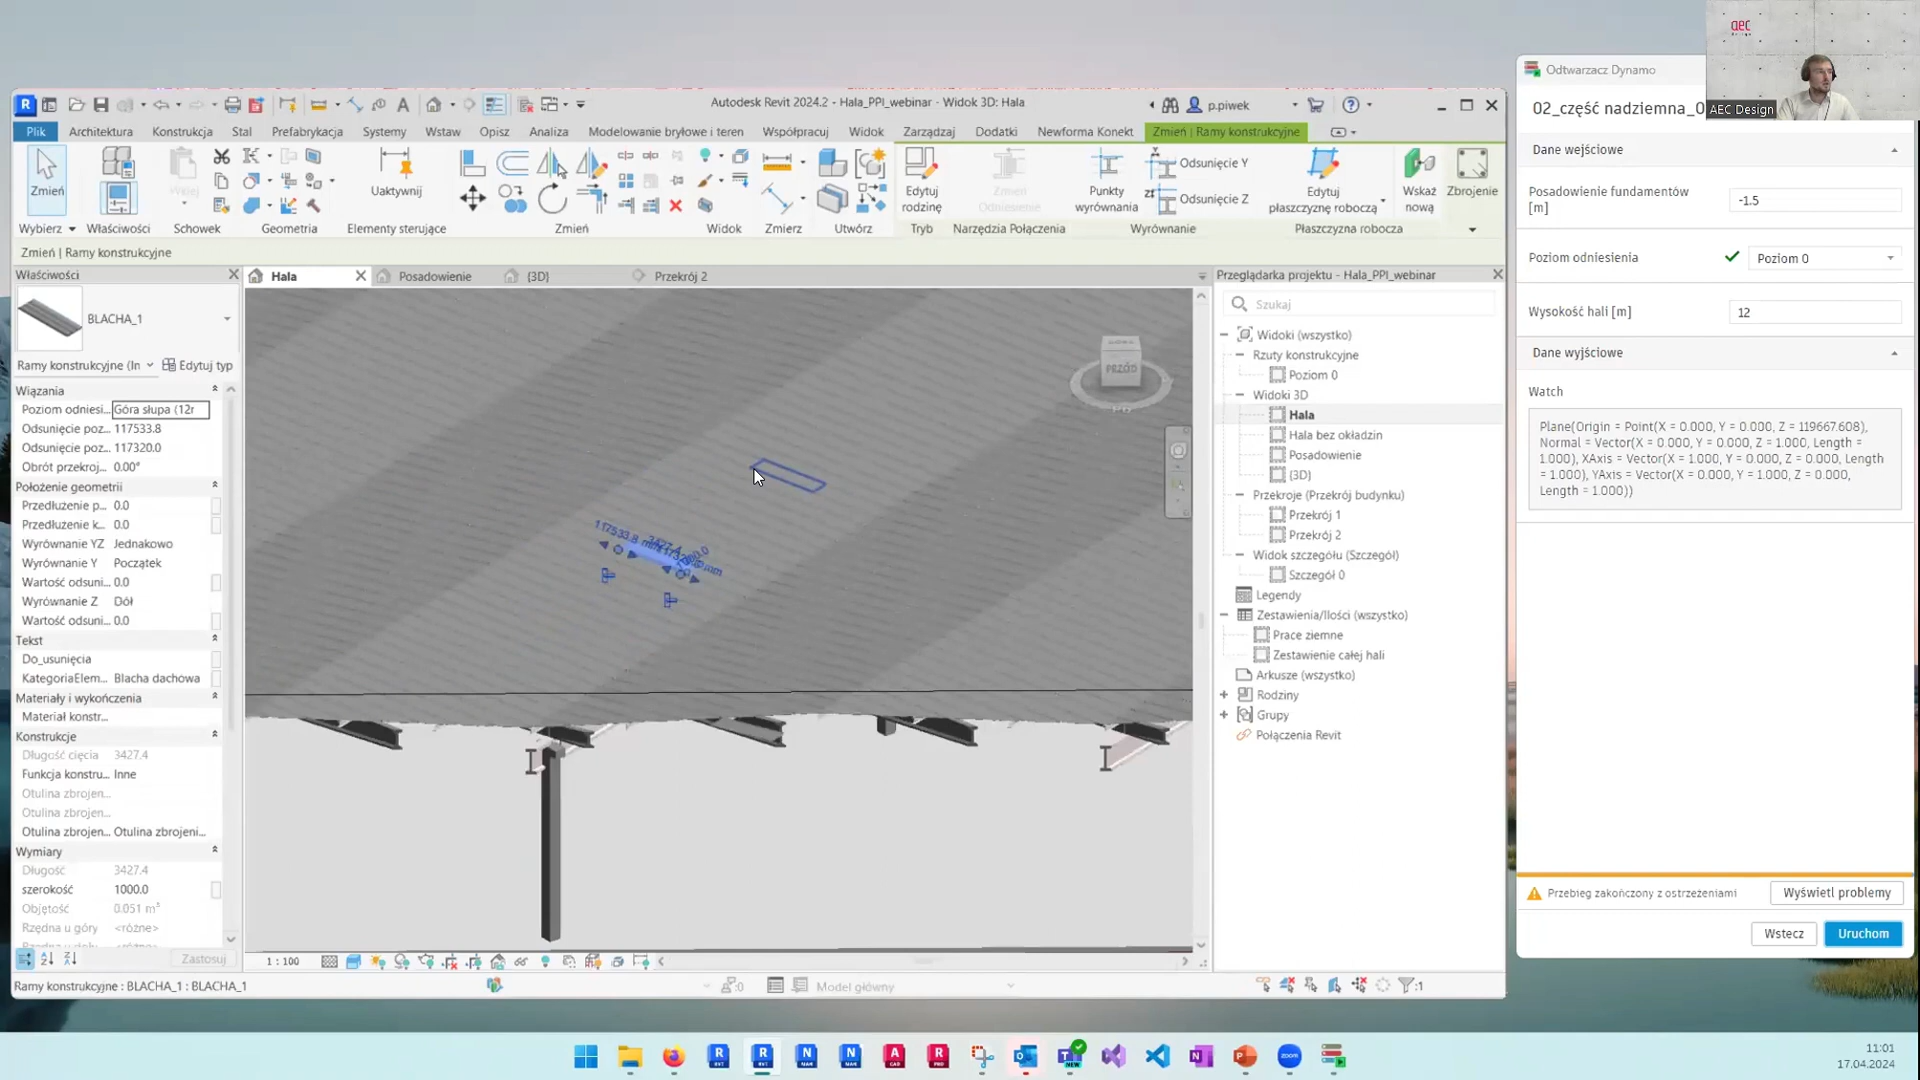 aec
AEC Design
Odtwarzacz Dynamo
02_część nadziemna_0
Autodesk Revit 2024.2 - Hala_PPI_webinar - Widok 3D: Hala
p.piwek
Plik Architektura Konstrukcja Stal Prefabrykacja Systemy Wstaw Opisz Analiza Modelowanie bryłowe i teren Współpracuj Widok Zarządzaj Dodatki Newforma Konekt Zmień | Ramy konstrukcyjne
Zmień
Wklej
Uaktywnij
Edytuj rodzinę
Zmień Odniesienie
Punkty wyrównania
Odsunięcie Y
Odsunięcie Z
Edytuj płaszczyznę roboczą
Wskaż nową
Zbrojenie
Wybierz Właściwości Schowek Geometria Elementy sterujące Zmień Widok Zmierz Utwórz Tryb Narzędzia Połączenia Wyrównanie Płaszczyzna robocza
Zmień | Ramy konstrukcyjne
Właściwości
BLACHA_1
Ramy konstrukcyjne (In Edytuj typ
Wiązania
Poziom odniesi... Góra słupa (12r
Odsunięcie poz... 117533.8
Odsunięcie poz... 117320.0
Obrót przekroj... 0.00°
Położenie geometrii
Przedłużenie p... 0.0
Przedłużenie k... 0.0
Wyrównanie YZ Jednakowo
Wyrównanie Y Początek
Wartość odsuni... 0.0
Wyrównanie Z Dół
Wartość odsuni... 0.0
Tekst
Do_usunięcia
KategoriaElem... Blacha dachowa
Materiały i wykończenia
Materiał konstr...
Konstrukcje
Długość cięcia 3427.4
Funkcja konstru... Inne
Otulina zbrojen...
Otulina zbrojen...
Otulina zbrojen... Otulina zbrojeni...
Wymiary
Długość 3427.4
szerokość 1000.0
Objętość 0.051 m³
Rzędna u góry <różne>
Zastosuj
Hala Posadowienie {3D} Przekrój 2
117533.8
3427.4
PRZÓD
1 : 100
Ramy konstrukcyjne : BLACHA_1 : BLACHA_1
:0
Model główny
:1
Przeglądarka projektu - Hala_PPI_webinar
Szukaj
Widoki (wszystko)
Rzuty konstrukcyjne
Poziom 0
Widoki 3D
Hala
Hala bez okładzin
Posadowienie
{3D}
Przekroje (Przekrój budynku)
Przekrój 1
Przekrój 2
Widok szczegółu (Szczegół)
Szczegół 0
Legendy
Zestawienia/Ilości (wszystko)
Prace ziemne
Zestawienie całej hali
Arkusze (wszystko)
Rodziny
Grupy
Połączenia Revit
Dane wejściowe
Posadowienie fundamentów [m] -1.5
Poziom odniesienia Poziom 0
Wysokość hali [m] 12
Dane wyjściowe
Watch
Plane(Origin = Point(X = 0.000, Y = 0.000, Z = 119667.608),
Normal = Vector(X = 0.000, Y = 0.000, Z = 1.000, Length =
1.000), XAxis = Vector(X = 1.000, Y = 0.000, Z = 0.000, Length
= 1.000), YAxis = Vector(X = 0.000, Y = 1.000, Z = 0.000,
Length = 1.000))
Przebieg zakończony z ostrzeżeniami
Wyświetl problemy
Wstecz
Uruchom
11:01
17.04.2024